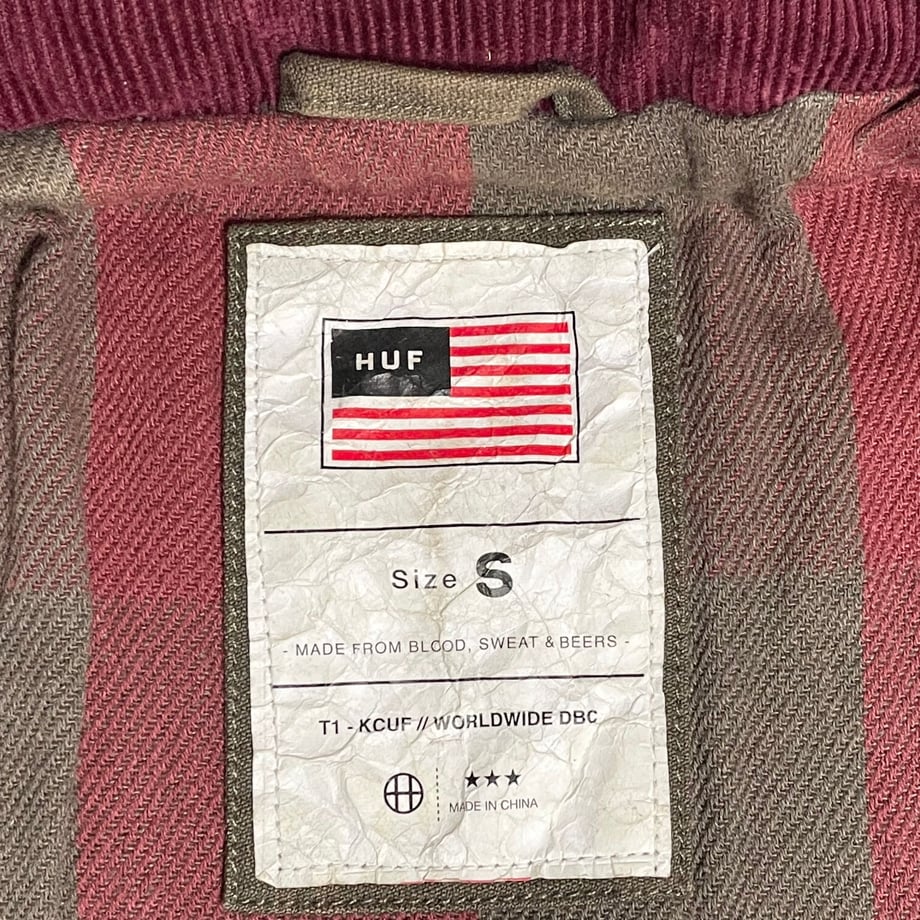 HUF
Size S
- MADE FROM BLOOD, SWEAT & BEERS -
T1 - KCUF // WORLDWIDE DBC
MADE IN CHINA